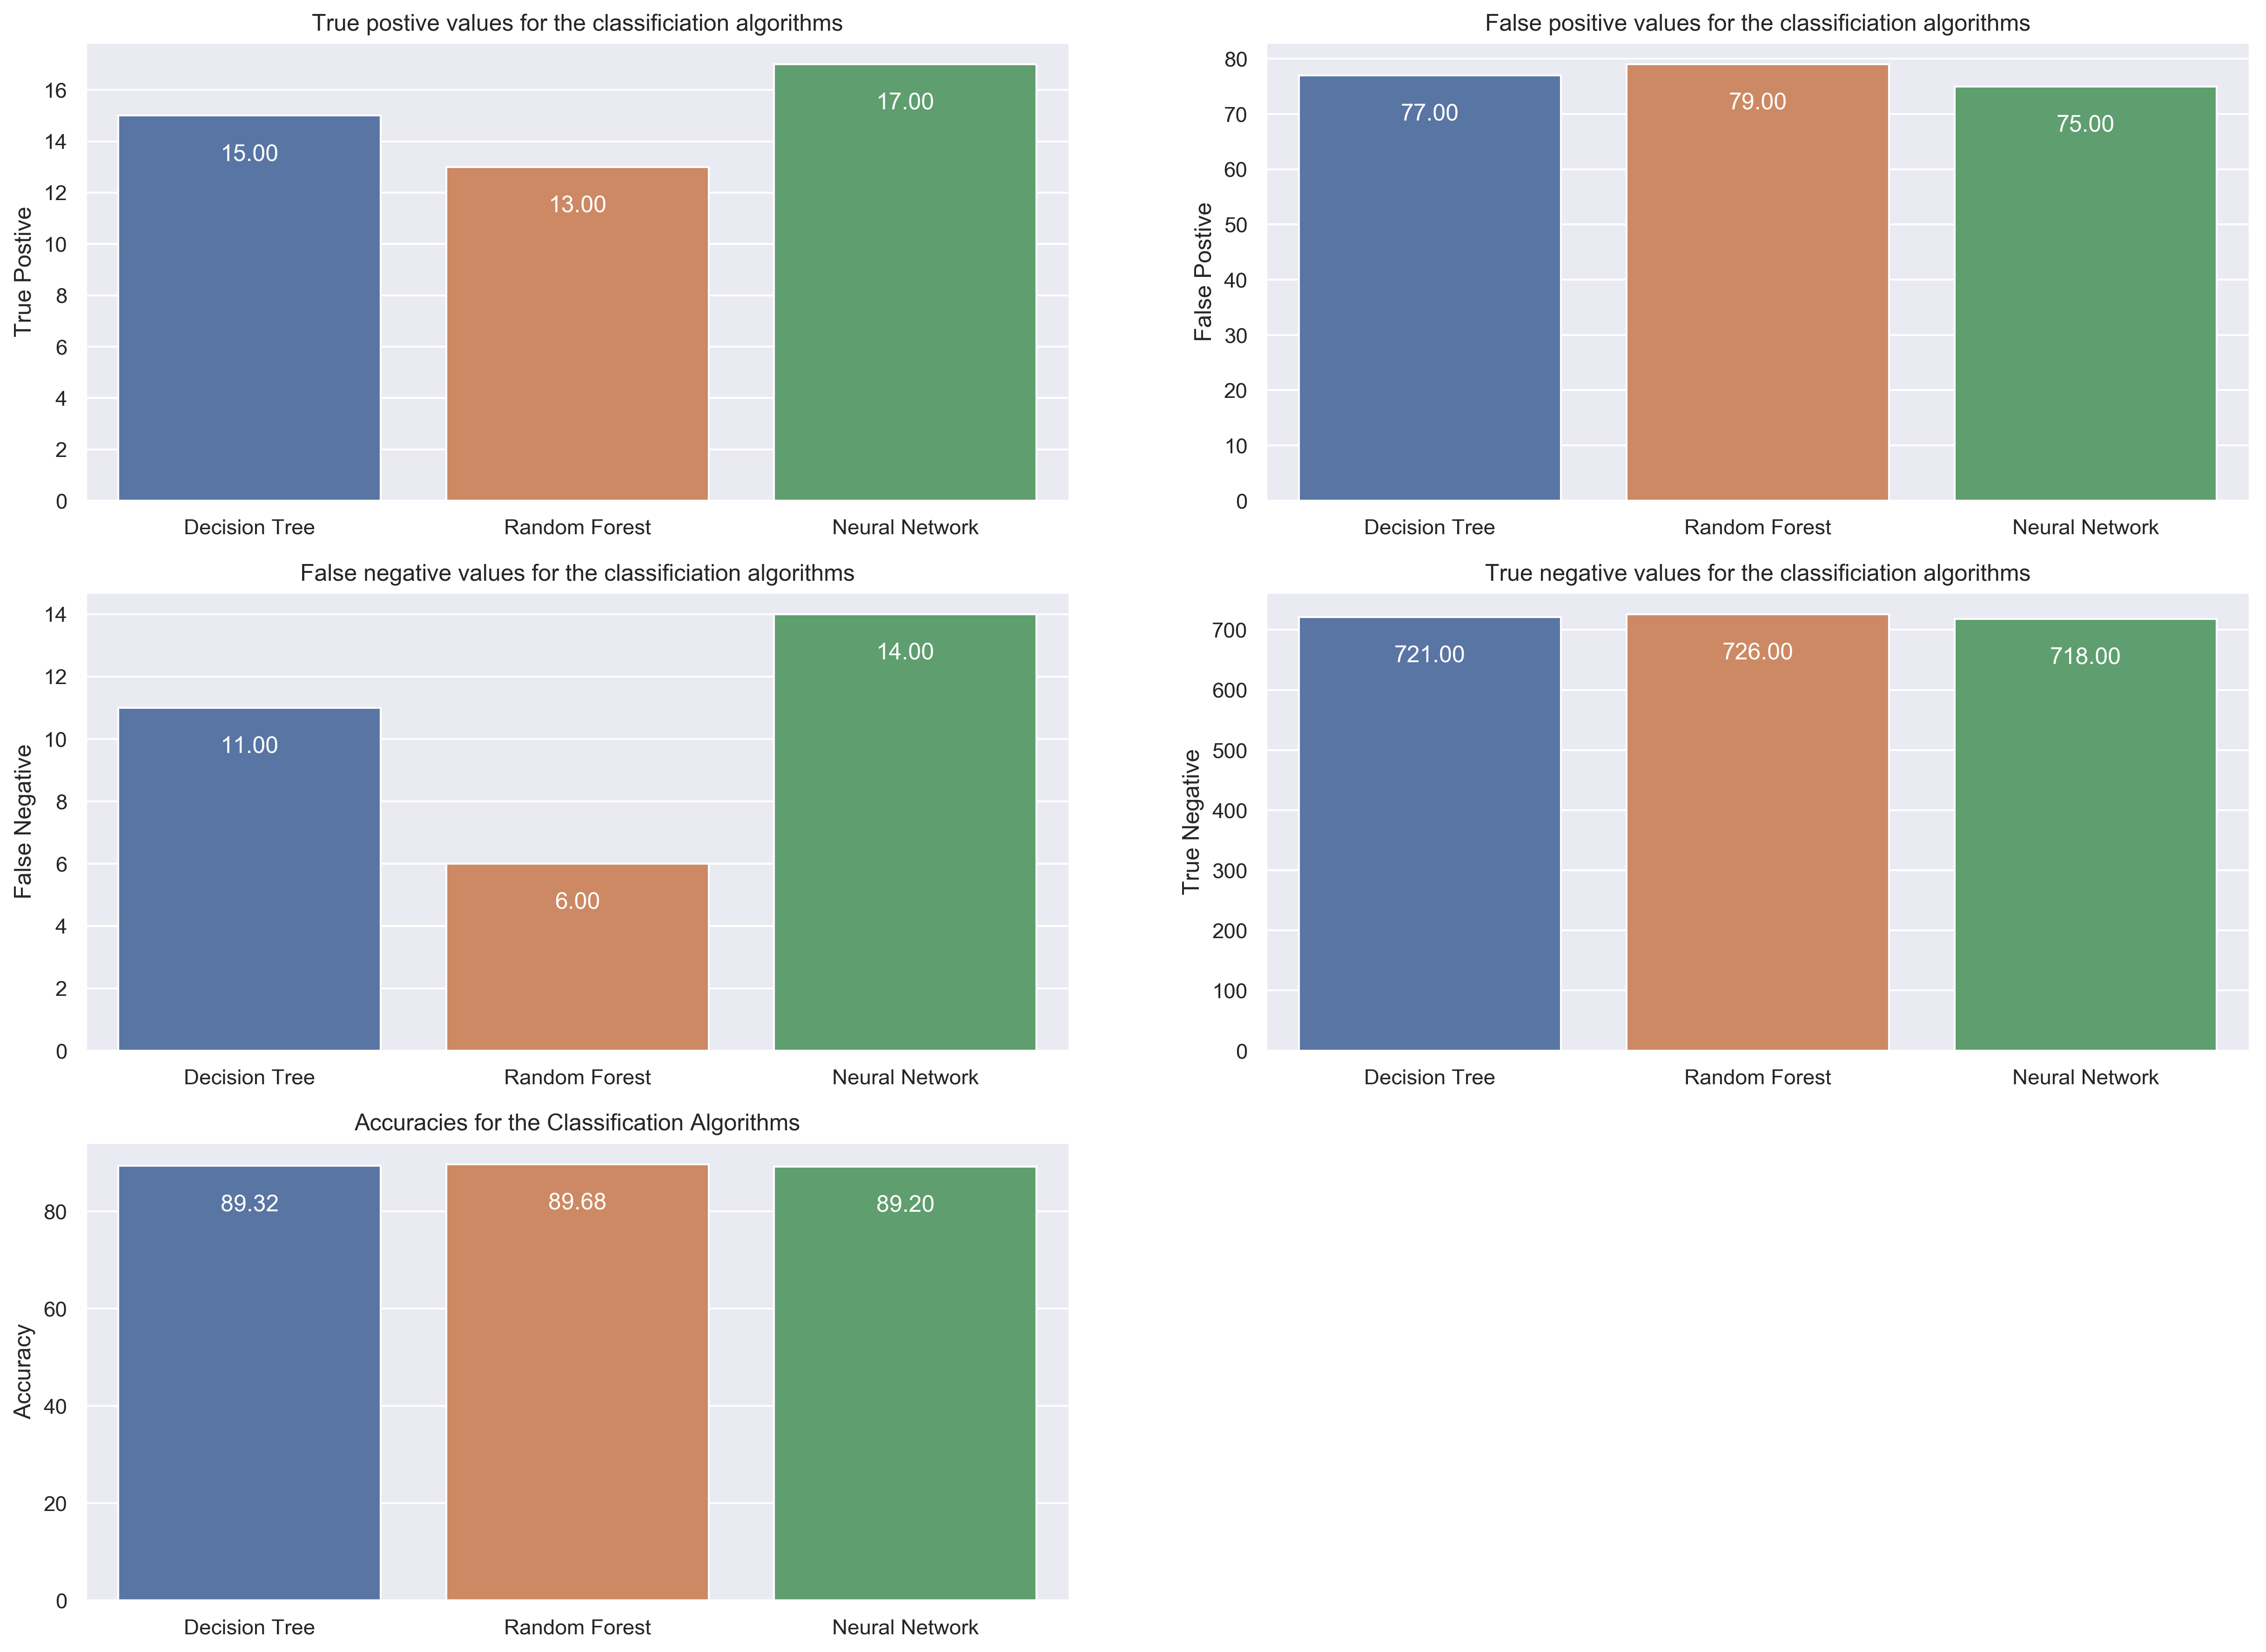 True postive values for the classificiation algorithms
True Postive
16
14
12
10
8
6
4
2
0
15.00
13.00
17.00
Decision Tree
Random Forest
Neural Network
False positive values for the classificiation algorithms
False Postive
80
70
60
50
40
30
20
10
0
77.00
79.00
75.00
Decision Tree
Random Forest
Neural Network
False negative values for the classificiation algorithms
False Negative
14
12
10
8
6
4
2
0
11.00
6.00
14.00
Decision Tree
Random Forest
Neural Network
True negative values for the classificiation algorithms
True Negative
700
600
500
400
300
200
100
0
721.00
726.00
718.00
Decision Tree
Random Forest
Neural Network
Accuracies for the Classification Algorithms
Accuracy
80
60
40
20
0
89.32
89.68
89.20
Decision Tree
Random Forest
Neural Network